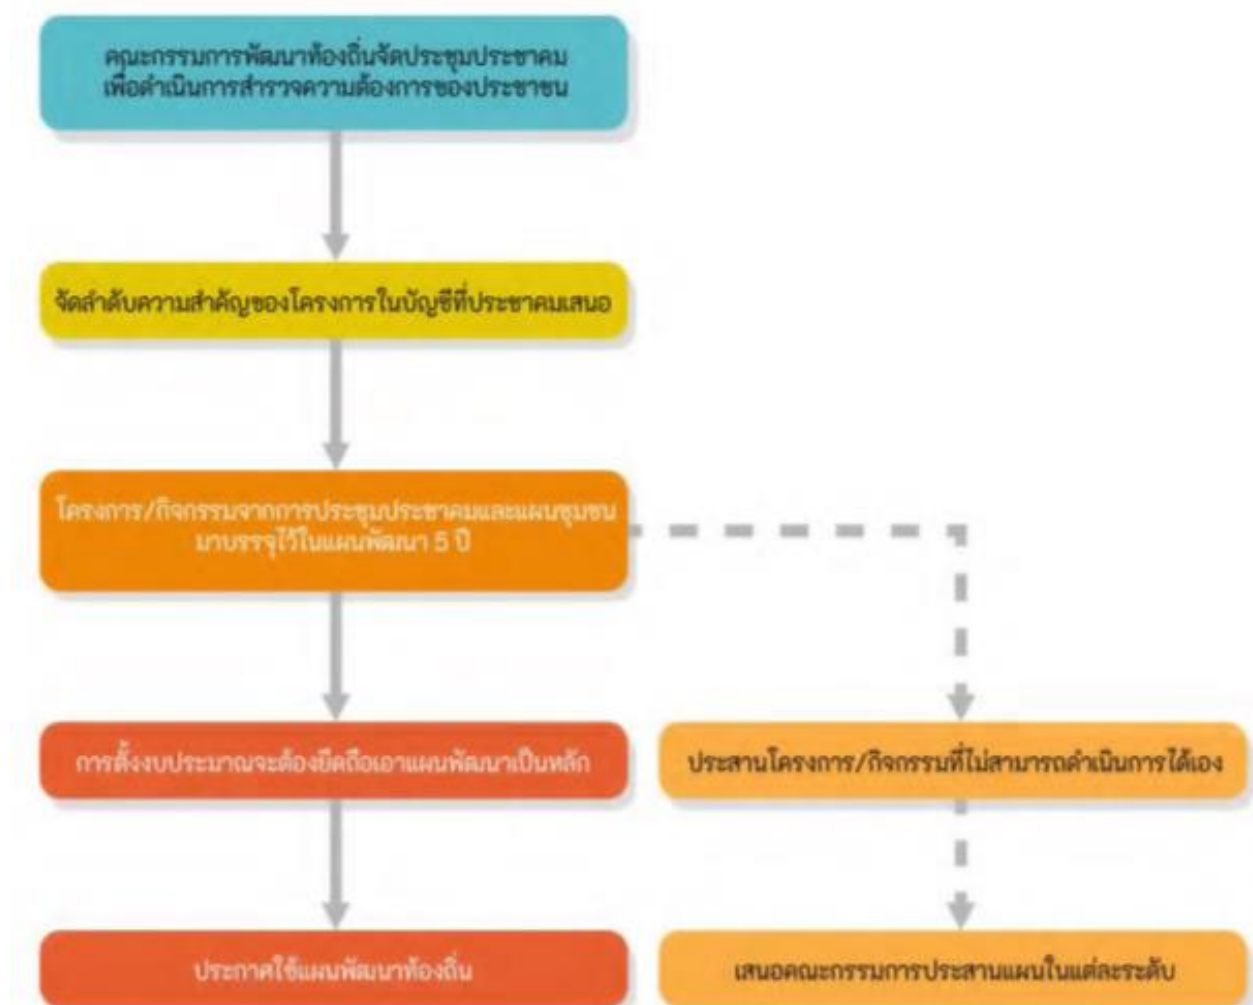 คณะกรรมการพัฒนาท้องถิ่นจัดประชุมประชาคม
เพื่อดำเนินการสำรวจความต้องการของประชาชน
จัดลำดับความสำคัญของโครงการในบัญชีที่ประชาคมเสนอ
โครงการ/กิจกรรมจากการประชุมประชาคมและแผนชุมชน
มาบรรจุไว้ในแผนพัฒนา 5 ปี
การตั้งงบประมาณจะต้องยึดถือเอาแผนพัฒนาเป็นหลัก
ประสานโครงการ/กิจกรรมที่ไม่สามารถดำเนินการได้เอง
ประกาศใช้แผนพัฒนาท้องถิ่น
เสนอคณะกรรมการประสานแผนในแต่ละระดับ